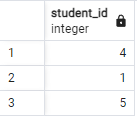 student_id
integer
1 4
2 1
3 5